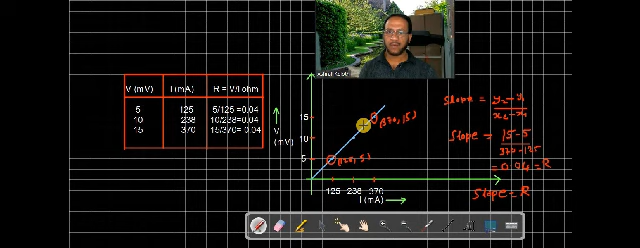 Ashraf Kalathi
V (mV) I (mA) R = V/I ohm
5 125 5/125 =0.04
10 238 10/238=0.04
15 370 15/370= 0.04
V
(mV)
15
10
5
125 238 370
I (mA)
(370, 15)
(125, 5)
Slope = y₂-y₁
x₂-x₁
Slope = 15-5
370-125
= 0.04 = R
Slope = R